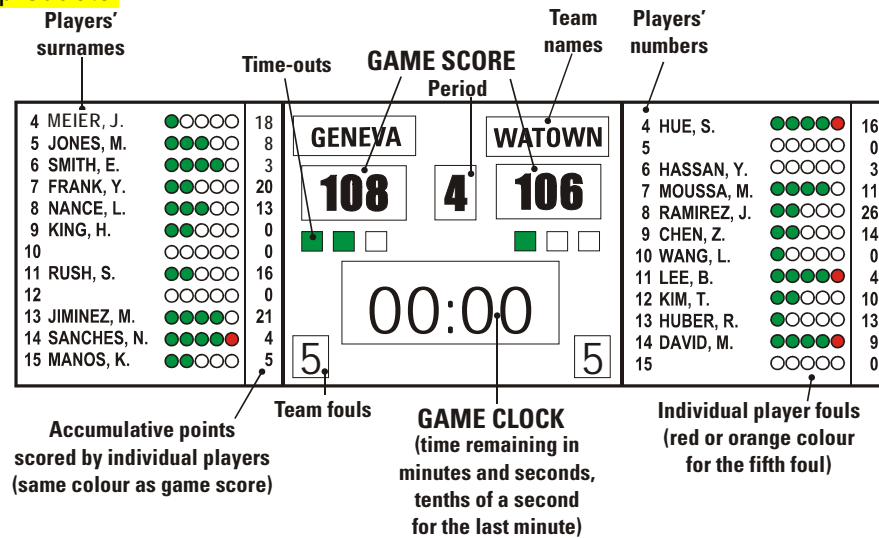 Players'
surnames
Time-outs
GAME SCORE
Period
Team
names
Players'
numbers
4 MEIER, J. 18
5 JONES, M. 8
6 SMITH, E. 3
7 FRANK, Y. 20
8 NANCE, L. 13
9 KING, H. 0
10 0
11 RUSH, S. 16
12 0
13 JIMINEZ, M. 21
14 SANCHES, N. 4
15 MANOS, K. 5
GENEVA WATOWN
108 4 106
00:00
5 5
4 HUE, S. 16
5 0
6 HASSAN, Y. 3
7 MOUSSA, M. 11
8 RAMIREZ, J. 26
9 CHEN, Z. 14
10 WANG, L. 0
11 LEE, B. 4
12 KIM, T. 10
13 HUBER, R. 13
14 DAVID, M. 9
15 0
Accumulative points
scored by individual players
(same colour as game score)
Team fouls
GAME CLOCK
(time remaining in
minutes and seconds,
tenths of a second
for the last minute)
Individual player fouls
(red or orange colour
for the fifth foul)